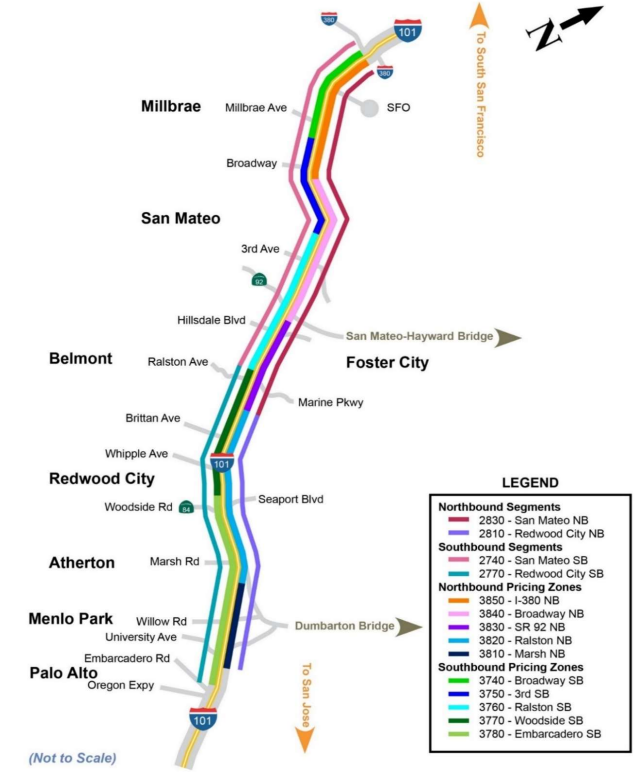 380
101
N
To South San Francisco
380
Millbrae
Millbrae Ave
SFO
Broadway
San Mateo
3rd Ave
92
Hillsdale Blvd
San Mateo-Hayward Bridge
Belmont
Ralston Ave
Foster City
Marine Pkwy
Brittan Ave
Whipple Ave
101
Redwood City
Woodside Rd
84
Seaport Blvd
Atherton
Marsh Rd
Menlo Park
Willow Rd
Dumbarton Bridge
University Ave
Embarcadero Rd
Palo Alto
Oregon Expy
To San Jose
101
(Not to Scale)
LEGEND
Northbound Segments
2830 - San Mateo NB
2810 - Redwood City NB
Southbound Segments
2740 - San Mateo SB
2770 - Redwood City SB
Northbound Pricing Zones
3850 - I-380 NB
3840 - Broadway NB
3830 - SR 92 NB
3820 - Ralston NB
3810 - Marsh NB
Southbound Pricing Zones
3740 - Broadway SB
3750 - 3rd SB
3760 - Ralston SB
3770 - Woodside SB
3780 - Embarcadero SB